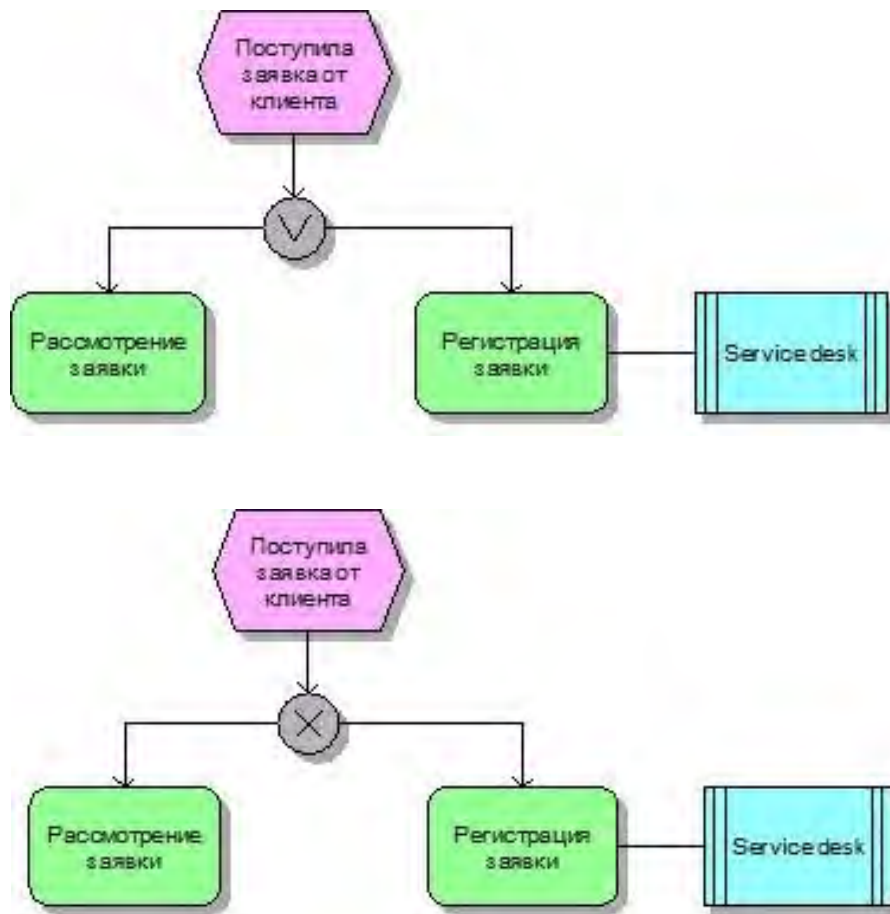 Поступила
заявка от
клиента
Рассмотрение
заявки
Регистрация
заявки
Service desk
Поступила
заявка от
клиента
Рассмотрение
заявки
Регистрация
заявки
Service desk